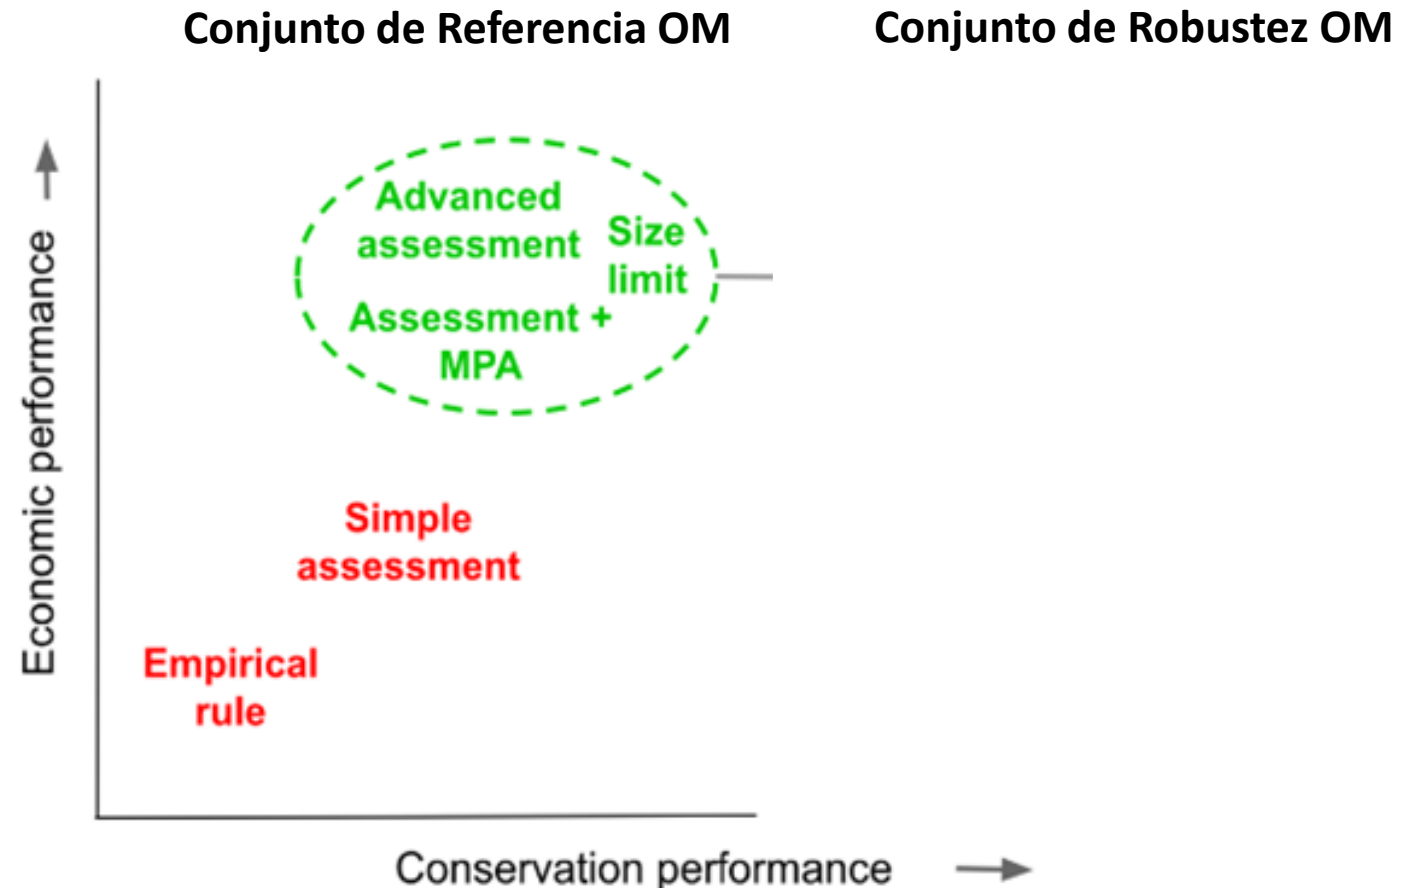 Conjunto de Referencia OM
Conjunto de Robustez OM
Economic performance
Advanced
assessment
Size
limit
Assessment +
MPA
Simple
assessment
Empirical
rule
Conservation performance